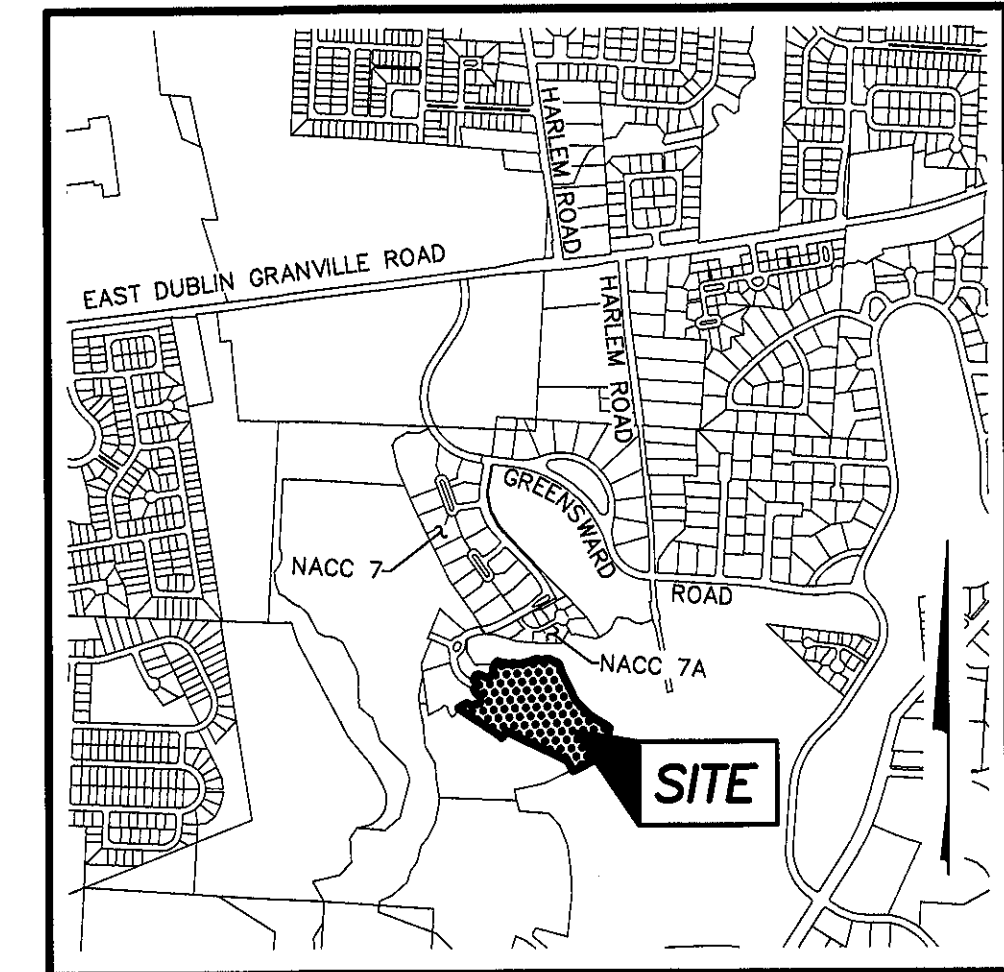 HARLEM ROAD
EAST DUBLIN GRANVILLE ROAD
HARLEM ROAD
GREENSWARD
NACC 7
ROAD
NACC 7A
SITE